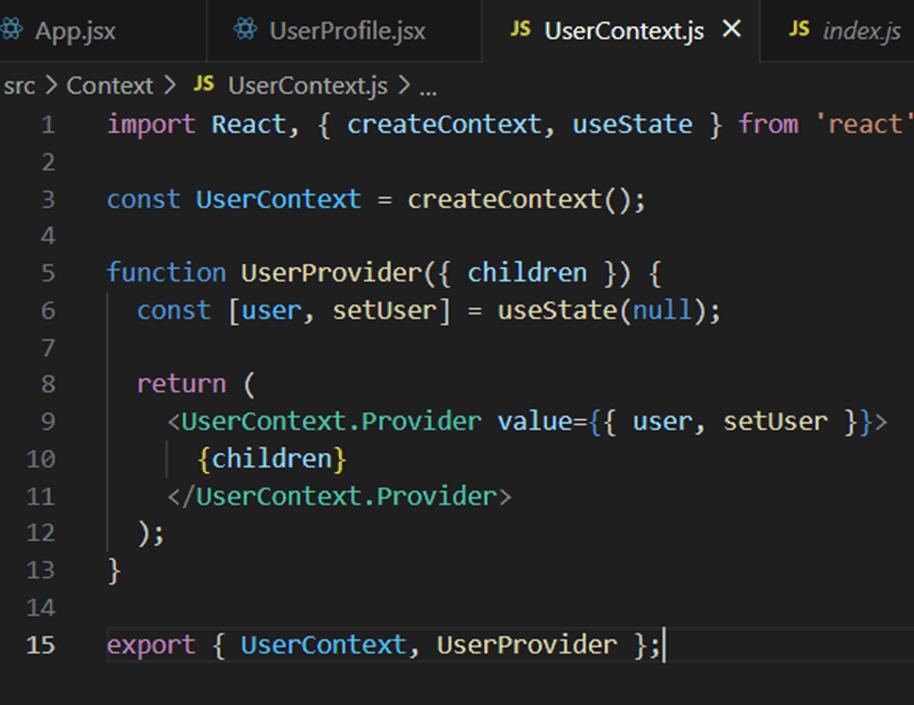 App.jsx UserProfile.jsx JS UserContext.js × JS index.js
src > Context > JS UserContext.js > ...
1 import React, { createContext, useState } from 'react'
2
3 const UserContext = createContext();
4
5 function UserProvider({ children }) {
6 const [user, setUser] = useState(null);
7
8 return (
9 <UserContext.Provider value={{ user, setUser }}>
10 {children}
11 </UserContext.Provider>
12 );
13 }
14
15 export { UserContext, UserProvider };